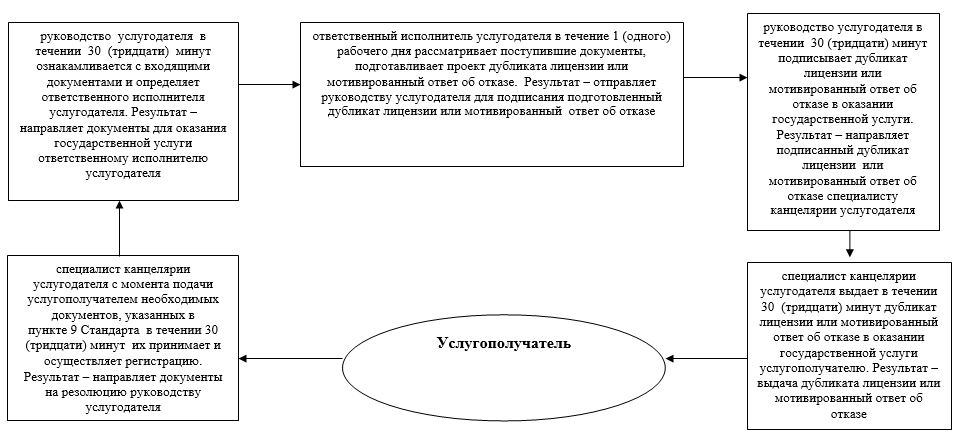 руководство услугодателя в
течении 30 (тридцати) минут
ознакамливается с входящими
документами и определяет
ответственного исполнителя
услугодателя. Результат –
направляет документы для оказания
государственной услуги
ответственному исполнителю
услугодателя
ответственный исполнитель услугодателя в течение 1 (одного)
рабочего дня рассматривает поступившие документы,
подготавливает проект дубликата лицензии или
мотивированный ответ об отказе. Результат – отправляет
руководству услугодателя для подписания подготовленный
дубликат лицензии или мотивированный ответ об отказе
руководство услугодателя в
течении 30 (тридцати) минут
подписывает дубликат
лицензии или
мотивированный ответ об
отказе в оказании
государственной услуги.
Результат – направляет
подписанный дубликат
лицензии или
мотивированный ответ об
отказе специалисту
канцелярии услугодателя
специалист канцелярии
услугодателя с момента подачи
услугополучателем необходимых
документов, указанных в
пункте 9 Стандарта в течении 30
(тридцати) минут их принимает и
осуществляет регистрацию.
Результат – направляет документы
на резолюцию руководству
услугодателя
Услугополучатель
специалист канцелярии
услугодателя выдает в течении
30 (тридцати) минут дубликат
лицензии или мотивированный
ответ об отказе в оказании
государственной услуги
услугополучателю. Результат –
выдача дубликата лицензии или
мотивированный ответ об
отказе